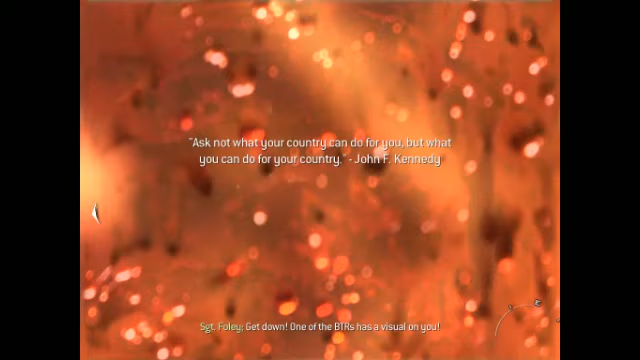 "Ask not what your country can do for you, but what
you can do for your country." - John F. Kennedy
Sgt. Foley: Get down! One of the BTRs has a visual on you!